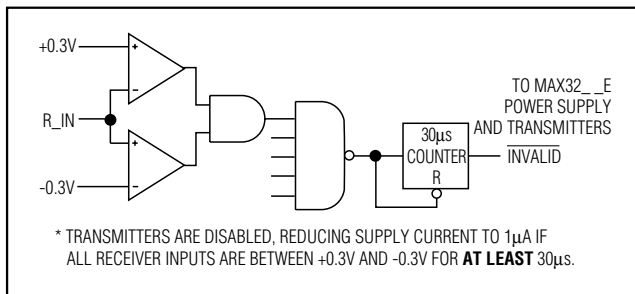 +0.3V
+
-
R_IN
+
-
-0.3V
30μs
COUNTER
R
TO MAX32_ _E
POWER SUPPLY
AND TRANSMITTERS
INVALID
* TRANSMITTERS ARE DISABLED, REDUCING SUPPLY CURRENT TO 1μA IF
ALL RECEIVER INPUTS ARE BETWEEN +0.3V AND -0.3V FOR AT LEAST 30μs.